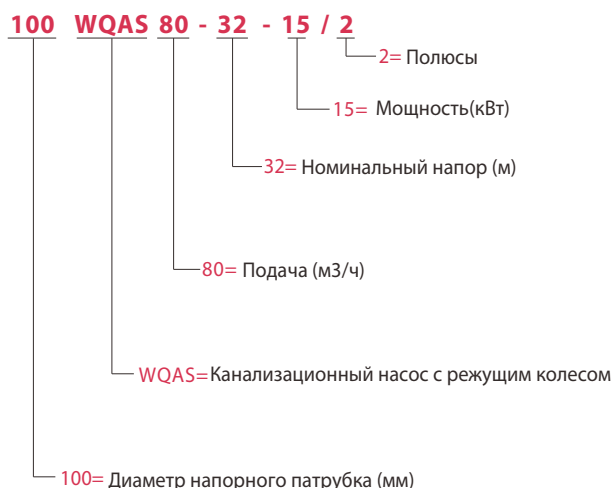 100 WQAS 80 - 32 - 15 / 2
2= Полюсы
15= Мощность(кВт)
32= Номинальный напор (м)
80= Подача (м3/ч)
WQAS=Канализационный насос с режущим колесом
100= Диаметр напорного патрубка (мм)